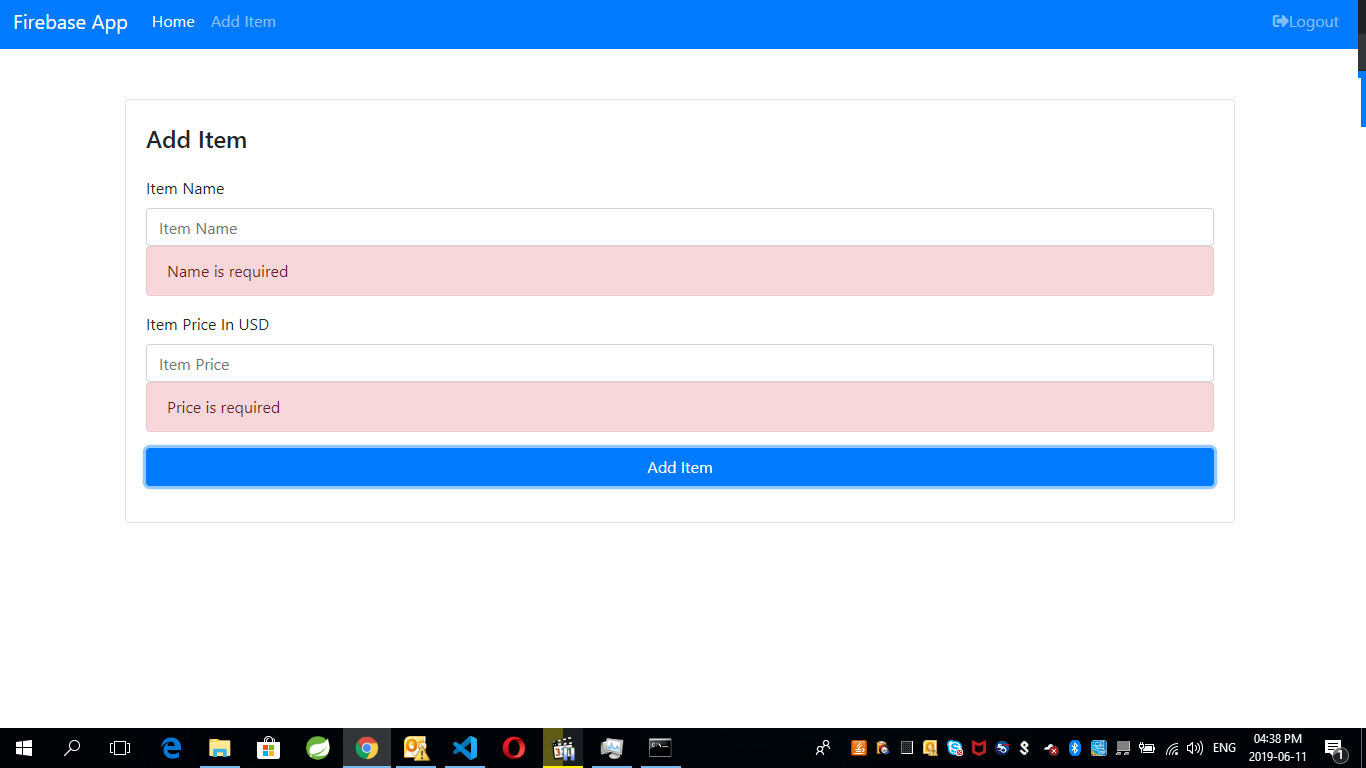 Firebase App Home Add Item Logout
Add Item
Item Name
Item Name
Name is required
Item Price In USD
Item Price
Price is required
Add Item
ENG
04:38 PM
2019-06-11
1